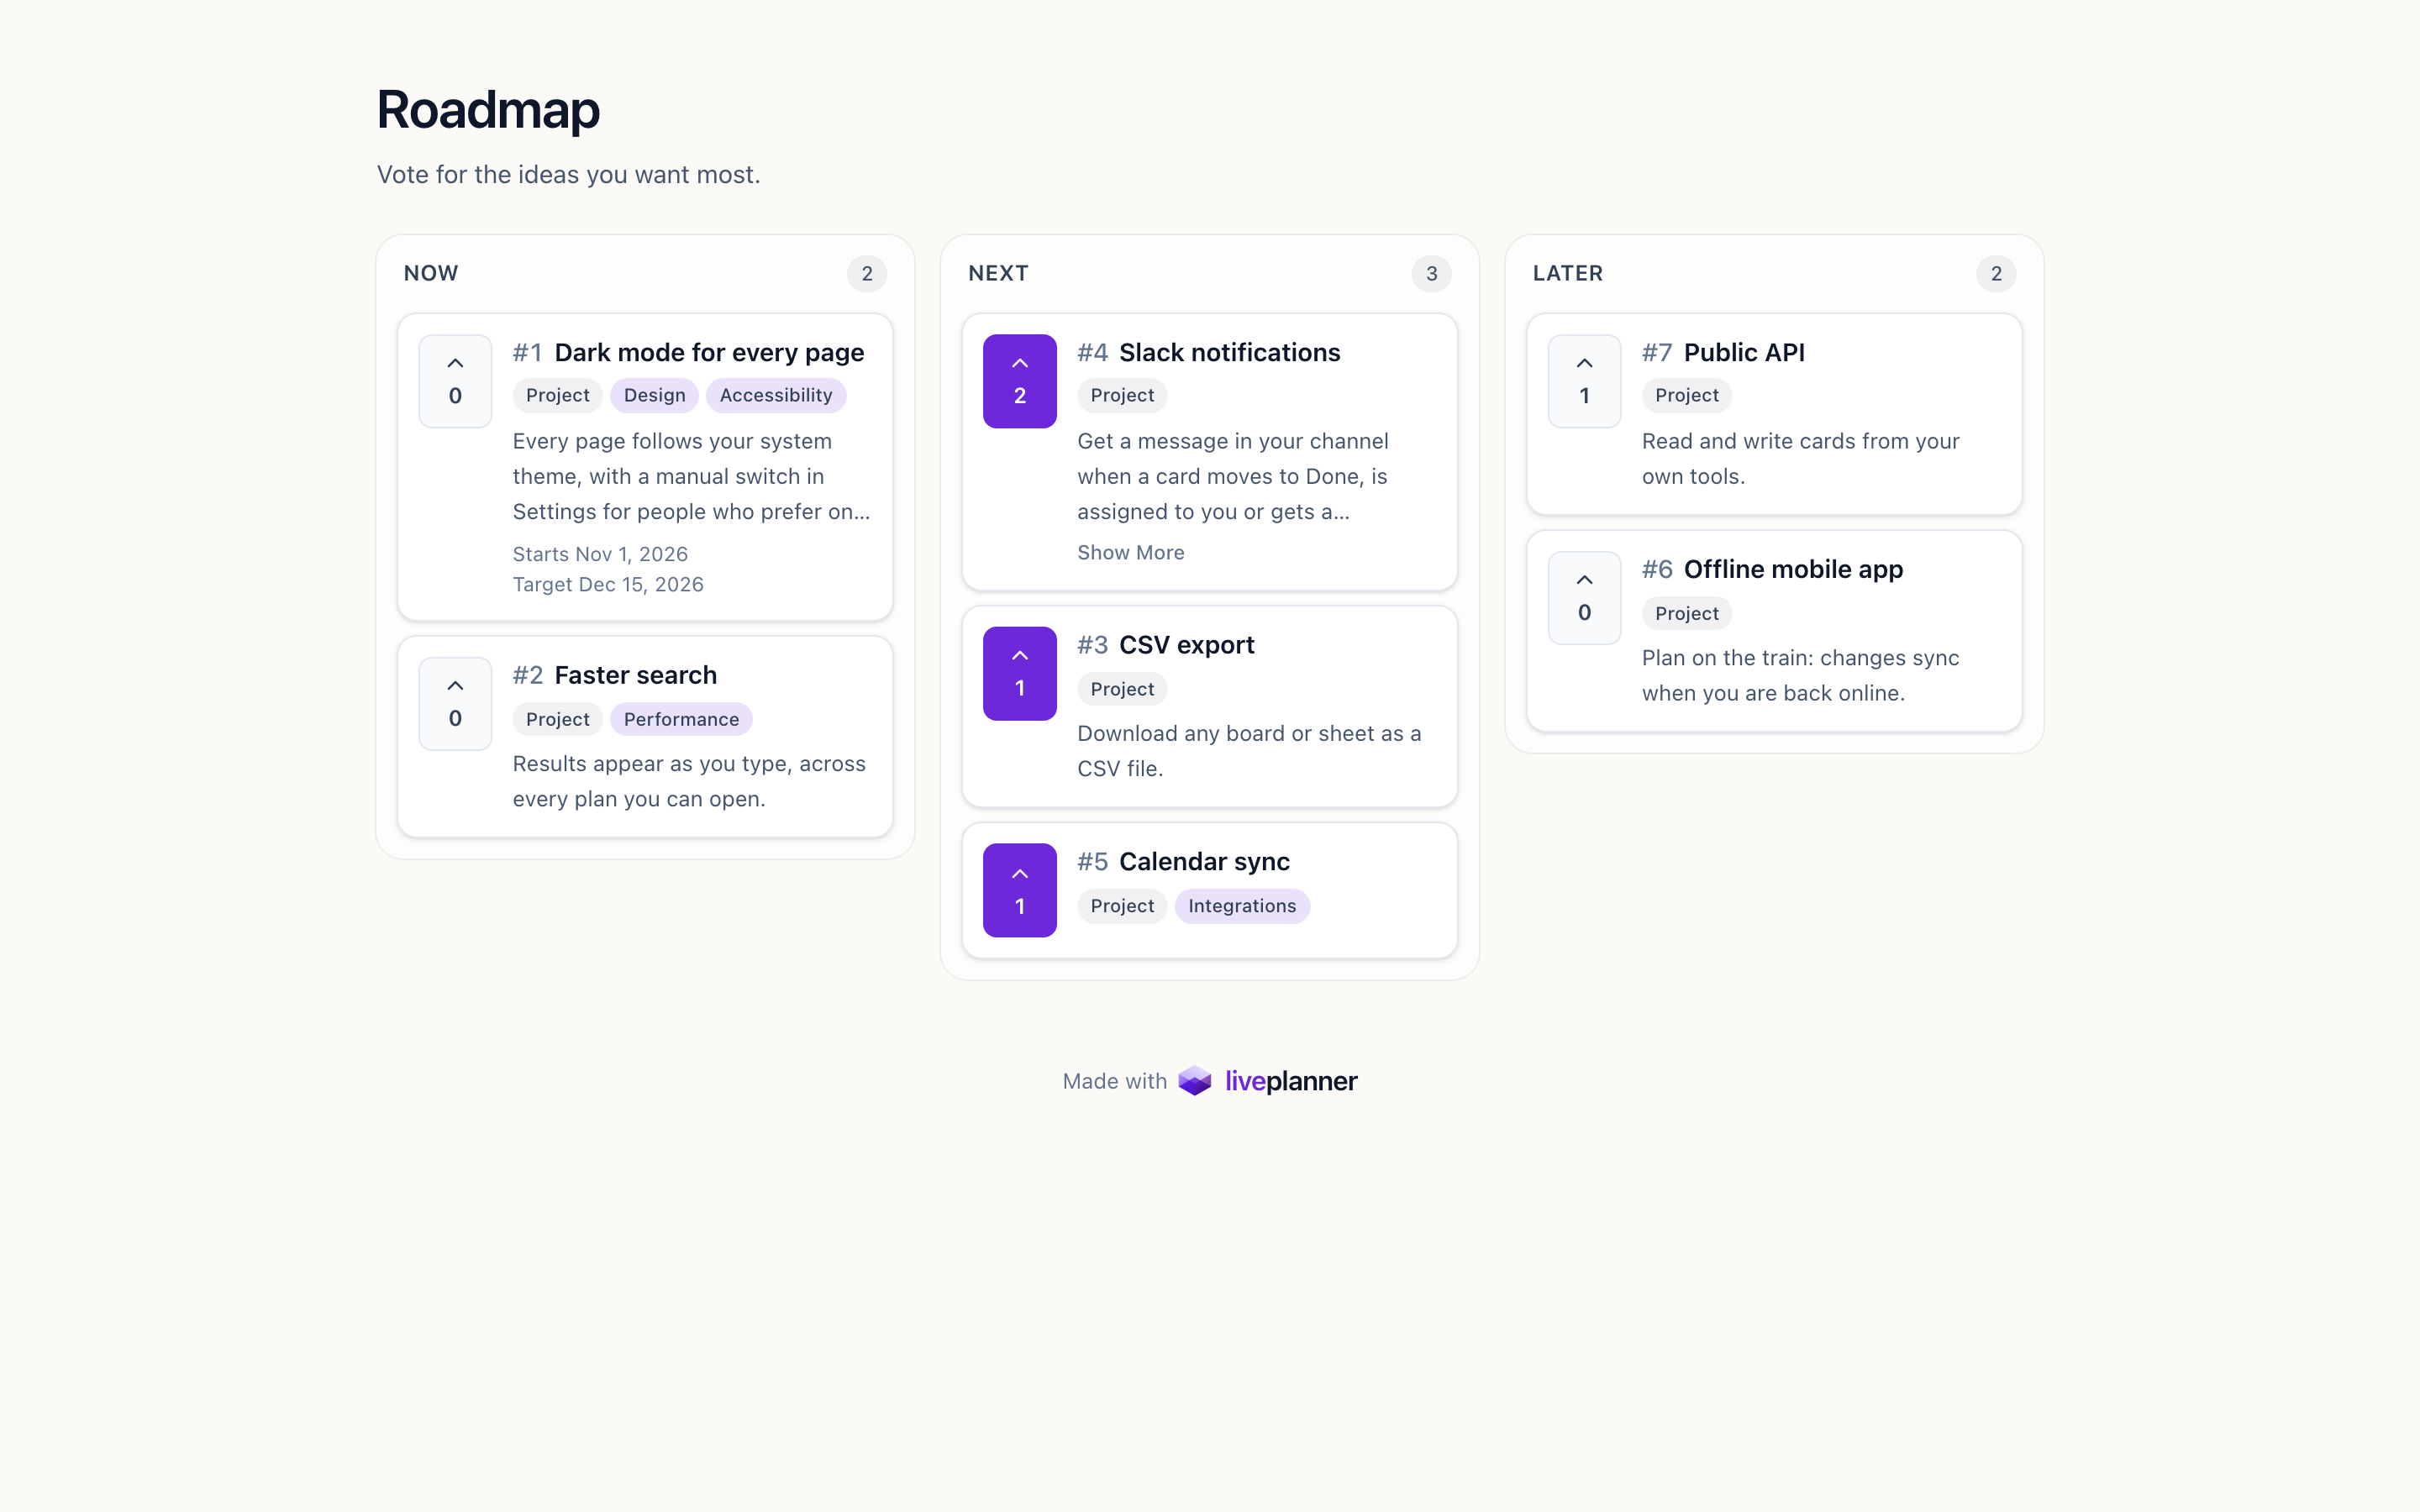 Roadmap
Vote for the ideas you want most.
NOW 2
#1 Dark mode for every page
0
Project Design Accessibility
Every page follows your system
theme, with a manual switch in
Settings for people who prefer on...
Starts Nov 1, 2026
Target Dec 15, 2026
#2 Faster search
0
Project Performance
Results appear as you type, across
every plan you can open.
NEXT 3
#4 Slack notifications
2
Project
Get a message in your channel
when a card moves to Done, is
assigned to you or gets a...
Show More
#3 CSV export
1
Project
Download any board or sheet as a
CSV file.
#5 Calendar sync
1
Project Integrations
LATER 2
#7 Public API
1
Project
Read and write cards from your
own tools.
#6 Offline mobile app
0
Project
Plan on the train: changes sync
when you are back online.
Made with liveplanner